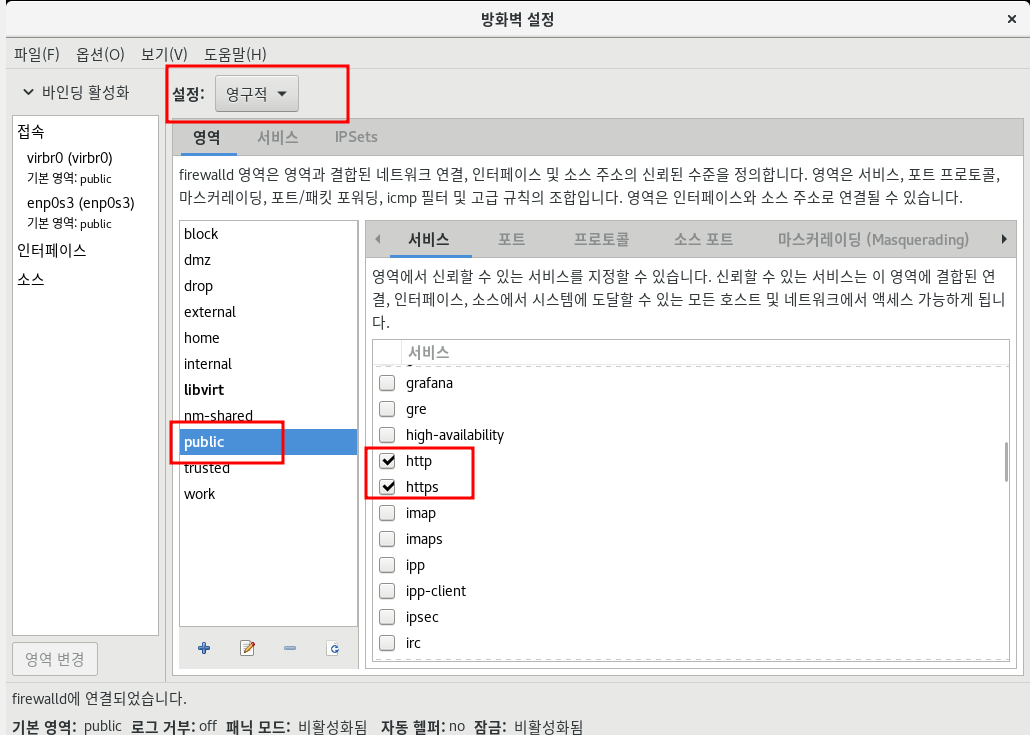 방화벽 설정
파일(F) 옵션(O) 보기(V) 도움말(H)
바인딩 활성화
설정: 영구적
접속
virbr0 (virbr0)
기본 영역: public
enp0s3 (enp0s3)
기본 영역: public
인터페이스
소스
영역 변경
영역 서비스 IPSets
firewalld 영역은 영역과 결합된 네트워크 연결, 인터페이스 및 소스 주소의 신뢰된 수준을 정의합니다. 영역은 서비스, 포트 프로토콜,
마스커레이딩, 포트/패킷 포워딩, icmp 필터 및 고급 규칙의 조합입니다. 영역은 인터페이스와 소스 주소로 연결될 수 있습니다.
block
dmz
drop
external
home
internal
libvirt
nm-shared
public
trusted
work
서비스 포트 프로토콜 소스 포트 마스커레이딩 (Masquerading)
영역에서 신뢰할 수 있는 서비스를 지정할 수 있습니다. 신뢰할 수 있는 서비스는 이 영역에 결합된 연
결, 인터페이스, 소스에서 시스템에 도달할 수 있는 모든 호스트 및 네트워크에서 액세스 가능하게 됩니
다.
서비스
grafana
gre
high-availability
http
https
imap
imaps
ipp
ipp-client
ipsec
irc
firewalld에 연결되었습니다.
기본 영역: public 로그 거부: off 패닉 모드: 비활성화됨 자동 헬퍼: no 잠금: 비활성화됨